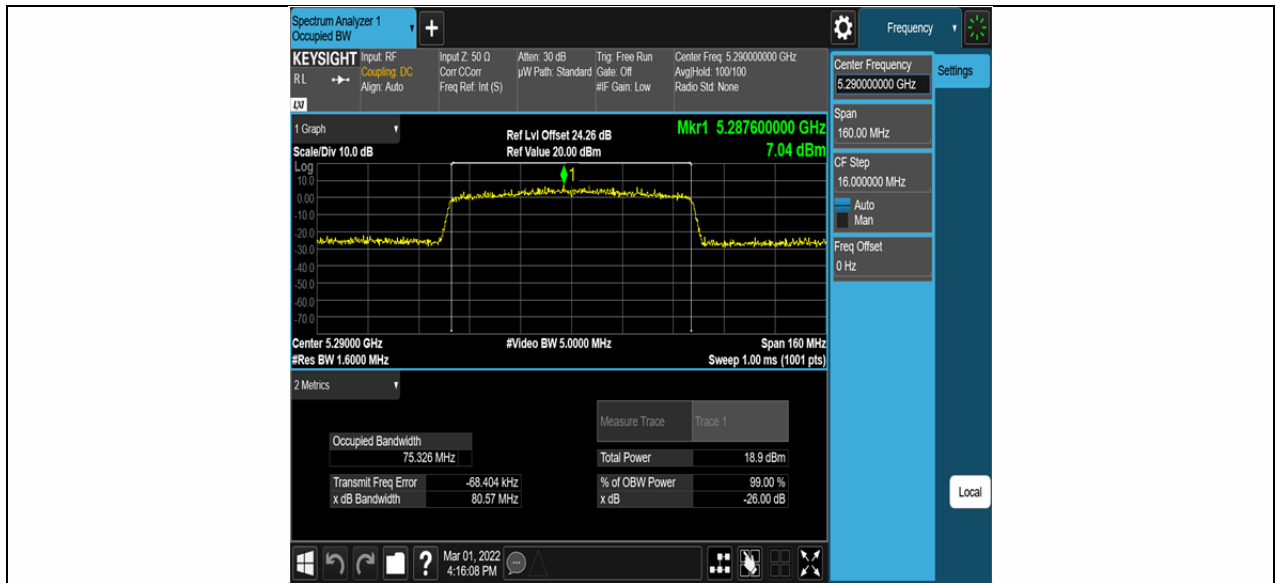 Spectrum Analyzer 1
Occupied BW
+
Frequency
KEYSIGHT
RL
LXI
Input: RF
Coupling: DC
Align: Auto
Input Z: 50 Ω
Corr CCorr
Freq Ref: Int (S)
Atten: 30 dB
µW Path: Standard
Trig: Free Run
Gate: Off
#IF Gain: Low
Center Freq: 5.290000000 GHz
Avg|Hold: 100/100
Radio Std: None
Center Frequency
5.290000000 GHz
Settings
Span
160.00 MHz
CF Step
16.000000 MHz
Auto
Man
Freq Offset
0 Hz
Local
1 Graph
Scale/Div 10.0 dB
Ref Lvl Offset 24.26 dB
Ref Value 20.00 dBm
Mkr1 5.287600000 GHz
7.04 dBm
Log
10.0
0.00
-10.0
-20.0
-30.0
-40.0
-50.0
-60.0
-70.0
1
Center 5.29000 GHz
#Res BW 1.6000 MHz
#Video BW 5.0000 MHz
Span 160 MHz
Sweep 1.00 ms (1001 pts)
2 Metrics
Measure Trace Trace 1
Occupied Bandwidth
75.326 MHz
Total Power 18.9 dBm
Transmit Freq Error -68.404 kHz
% of OBW Power 99.00 %
x dB Bandwidth 80.57 MHz
x dB -26.00 dB
?
Mar 01, 2022
4:16:08 PM